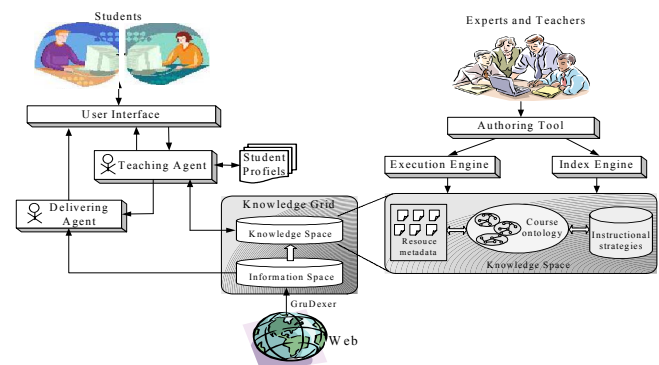 Students
Experts and Teachers
User Interface
Authoring Tool
Teaching Agent
Student
Profiels
Execution Engine
Index Engine
Delivering
Agent
Knowledge Grid
Knowledge Space
Information Space
Resouce
metadata
Course
ontology
Instructional
strategies
Knowledge Space
GruDexer
Web